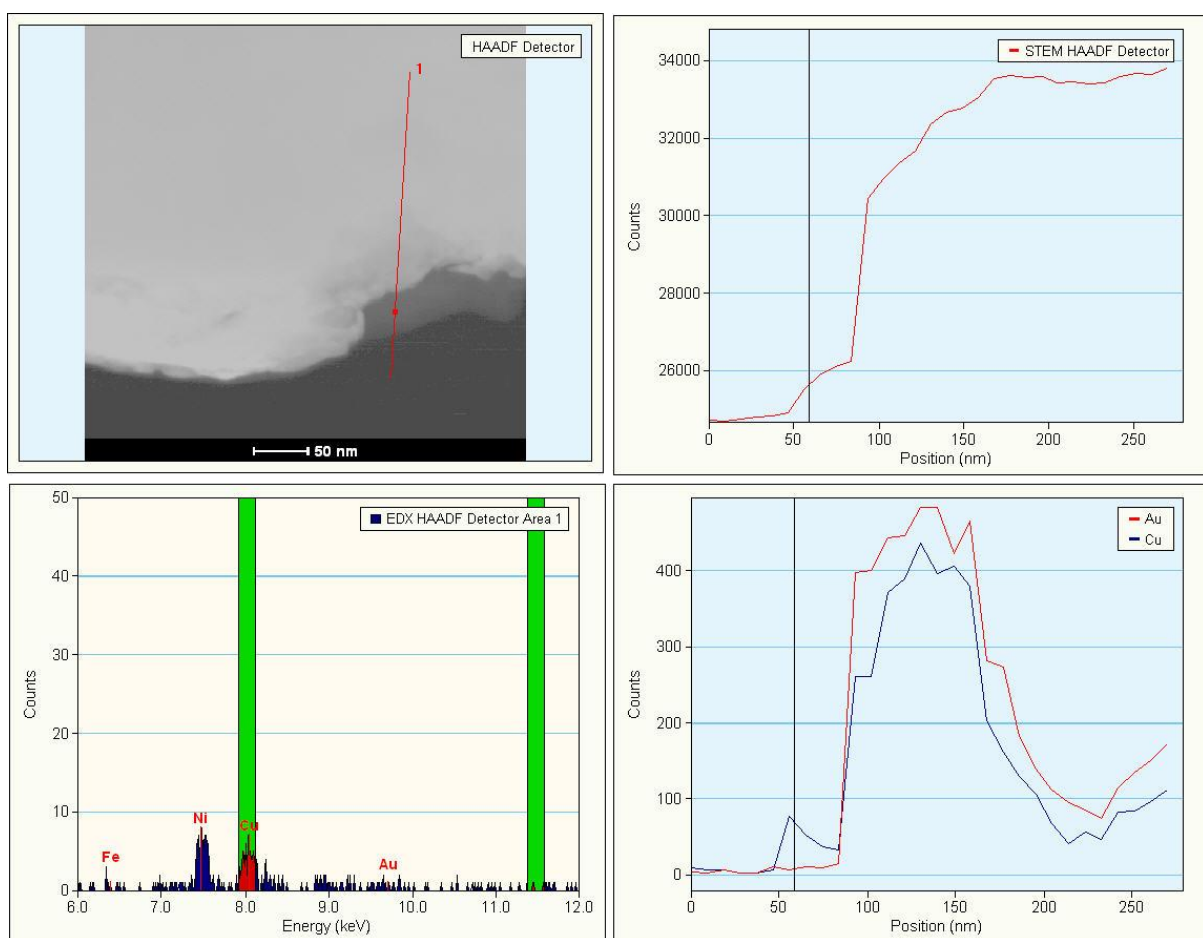 HAADF Detector
1
50 nm
STEM HAADF Detector
34000
32000
30000
28000
26000
Counts
0 50 100 150 200 250
Position (nm)
EDX HAADF Detector Area 1
50
40
30
20
10
0
Counts
Fe Ni Cu Au
6.0 7.0 8.0 9.0 10.0 11.0 12.0
Energy (keV)
Au
Cu
400
300
200
100
0
Counts
0 50 100 150 200 250
Position (nm)